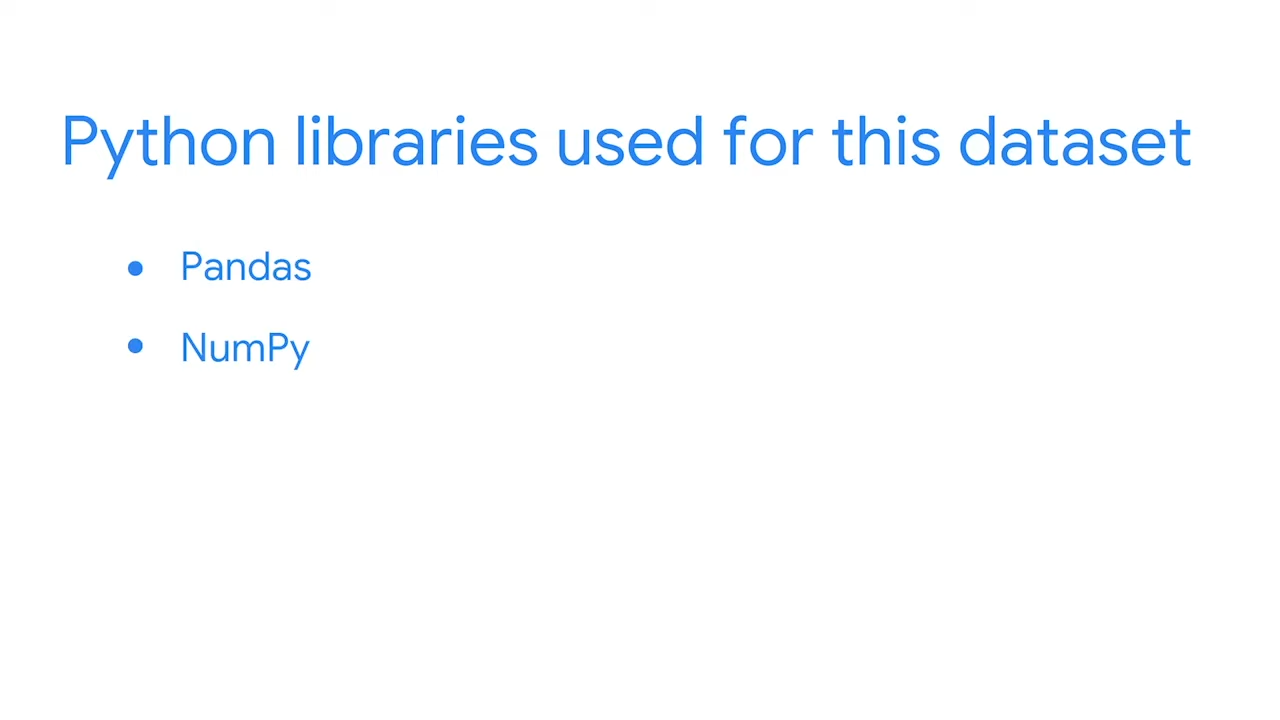 Python libraries used for this dataset
● Pandas
● NumPy